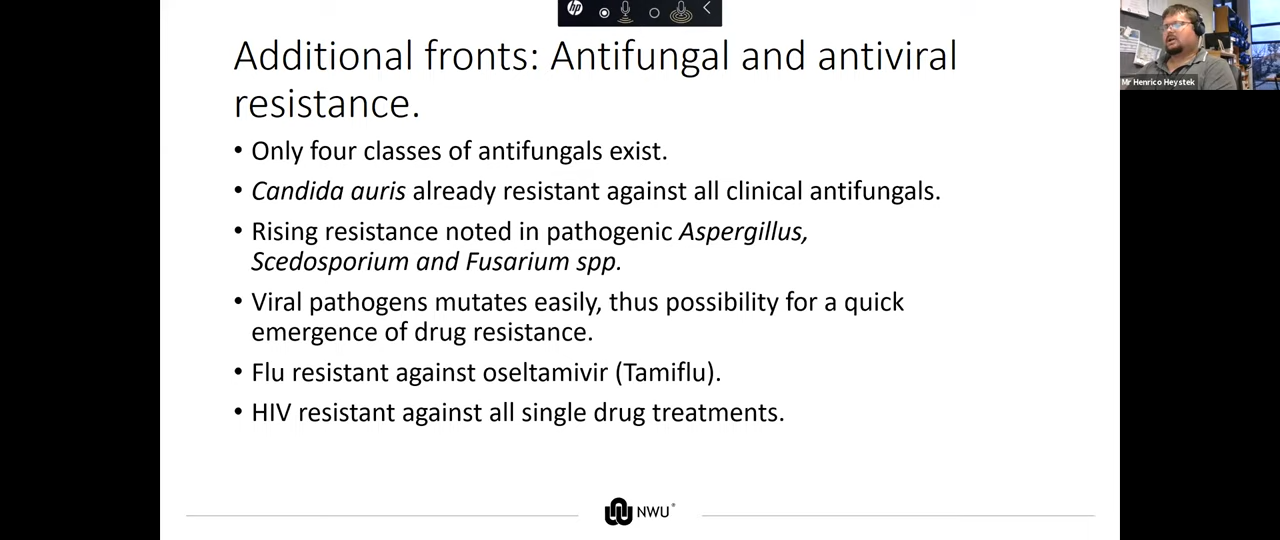 hp
Additional fronts: Antifungal and antiviral
resistance.
• Only four classes of antifungals exist.
• Candida auris already resistant against all clinical antifungals.
• Rising resistance noted in pathogenic Aspergillus,
Scedosporium and Fusarium spp.
• Viral pathogens mutates easily, thus possibility for a quick
emergence of drug resistance.
• Flu resistant against oseltamivir (Tamiflu).
• HIV resistant against all single drug treatments.
NWU®
Mr Henrico Heystek